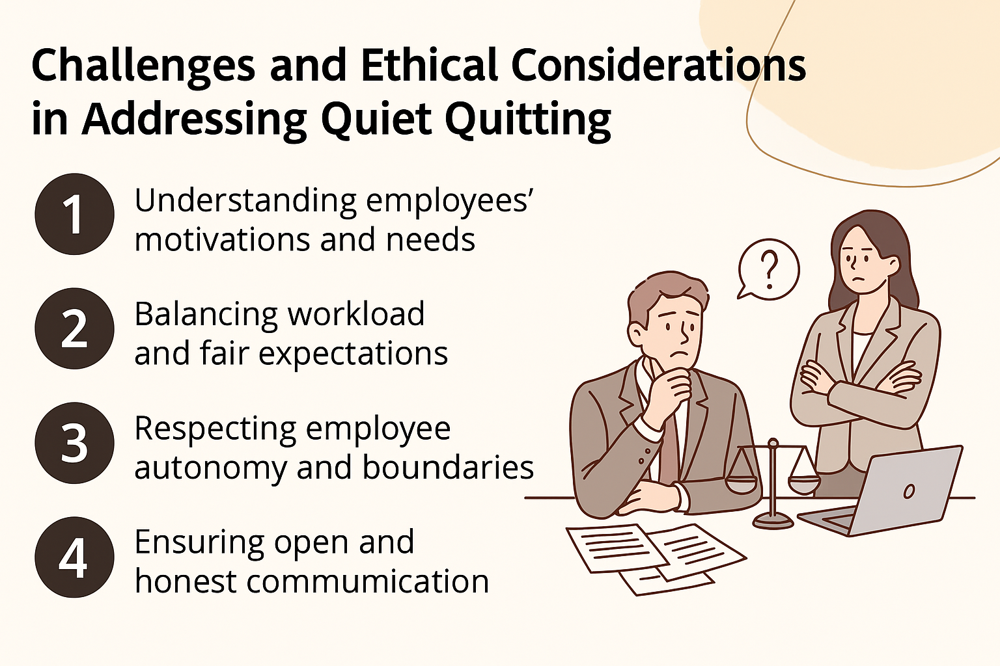 Challenges and Ethical Considerations
in Addressing Quiet Quitting
1
Understanding employees’
motivations and needs
2
Balancing workload
and fair expectations
3
Respecting employee
autonomy and boundaries
4
Ensuring open and
honest commumication
?